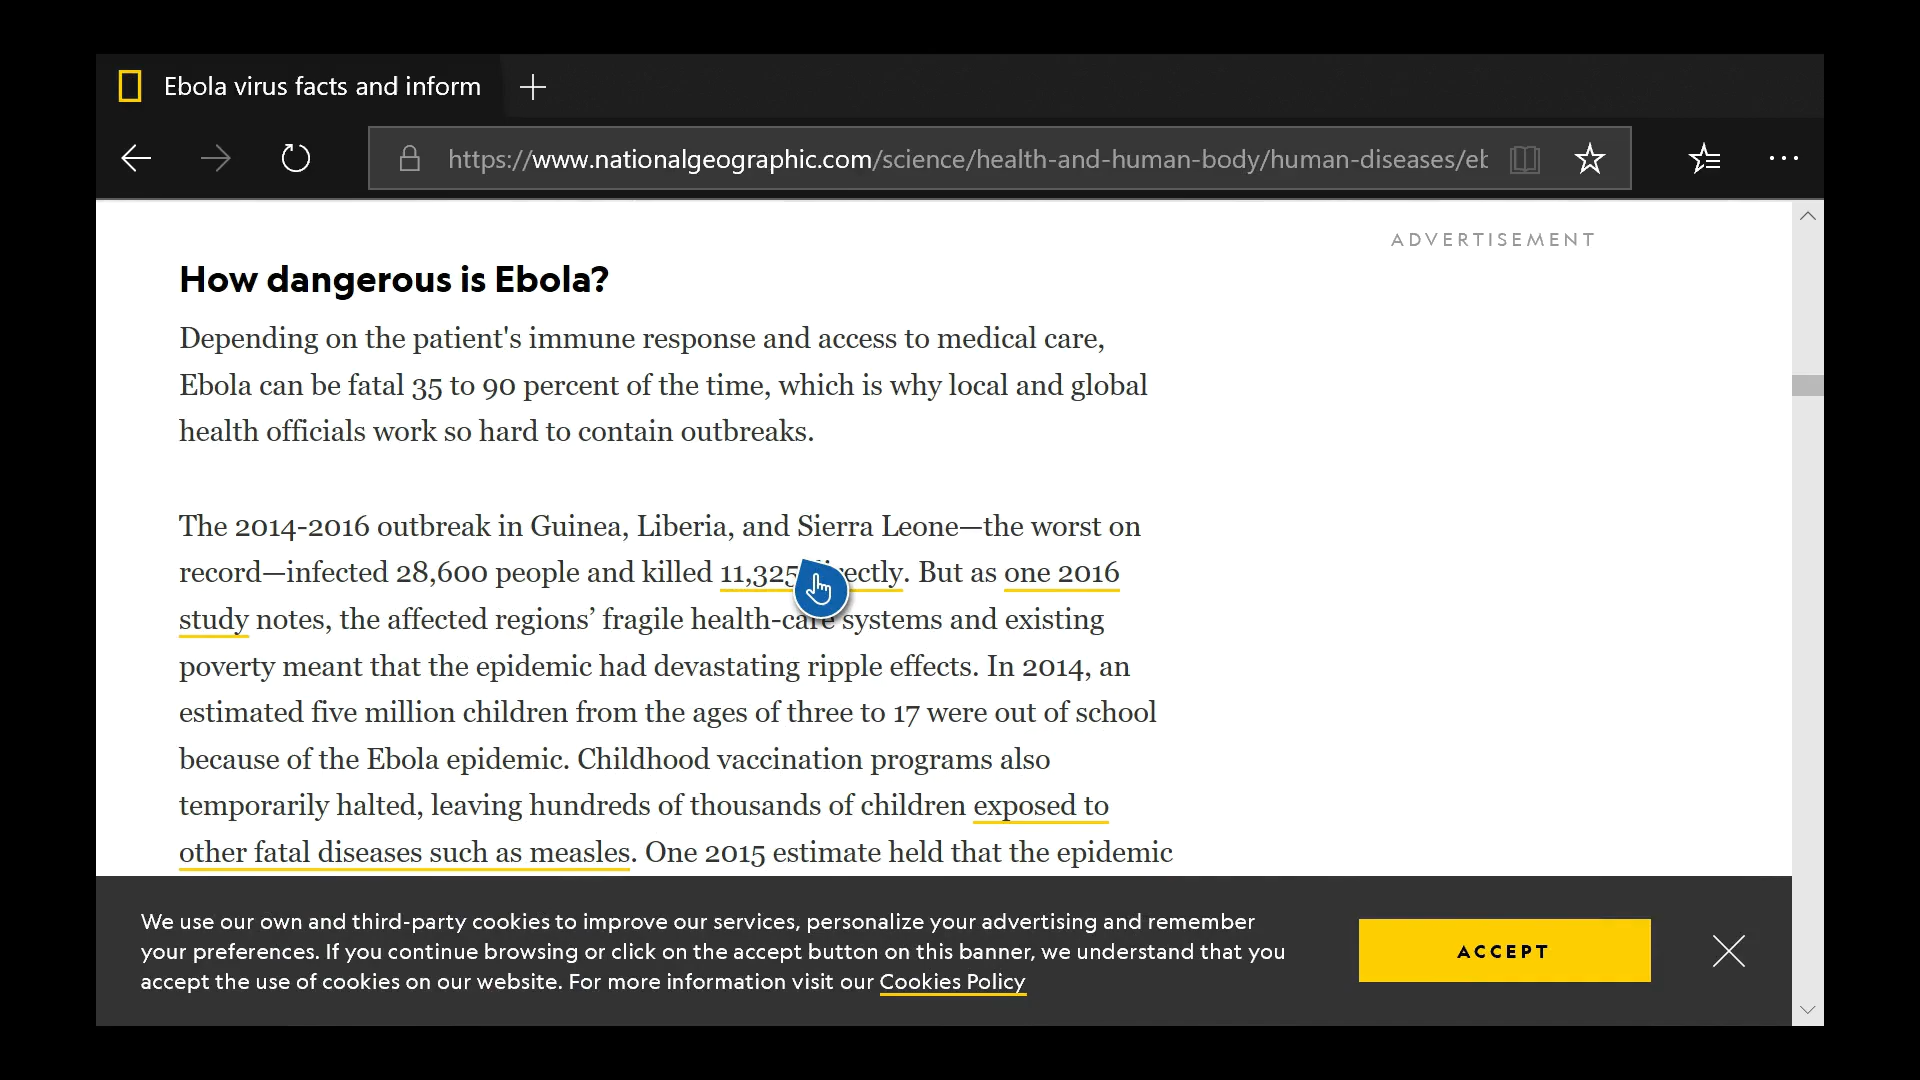 Ebola virus facts and inform
https://www.nationalgeographic.com/science/health-and-human-body/human-diseases/eb
ADVERTISEMENT
How dangerous is Ebola?
Depending on the patient's immune response and access to medical care,
Ebola can be fatal 35 to 90 percent of the time, which is why local and global
health officials work so hard to contain outbreaks.
The 2014-2016 outbreak in Guinea, Liberia, and Sierra Leone—the worst on
record—infected 28,600 people and killed 11,325 directly. But as one 2016
study notes, the affected regions’ fragile health-care systems and existing
poverty meant that the epidemic had devastating ripple effects. In 2014, an
estimated five million children from the ages of three to 17 were out of school
because of the Ebola epidemic. Childhood vaccination programs also
temporarily halted, leaving hundreds of thousands of children exposed to
other fatal diseases such as measles. One 2015 estimate held that the epidemic
We use our own and third-party cookies to improve our services, personalize your advertising and remember
your preferences. If you continue browsing or click on the accept button on this banner, we understand that you
accept the use of cookies on our website. For more information visit our Cookies Policy
ACCEPT